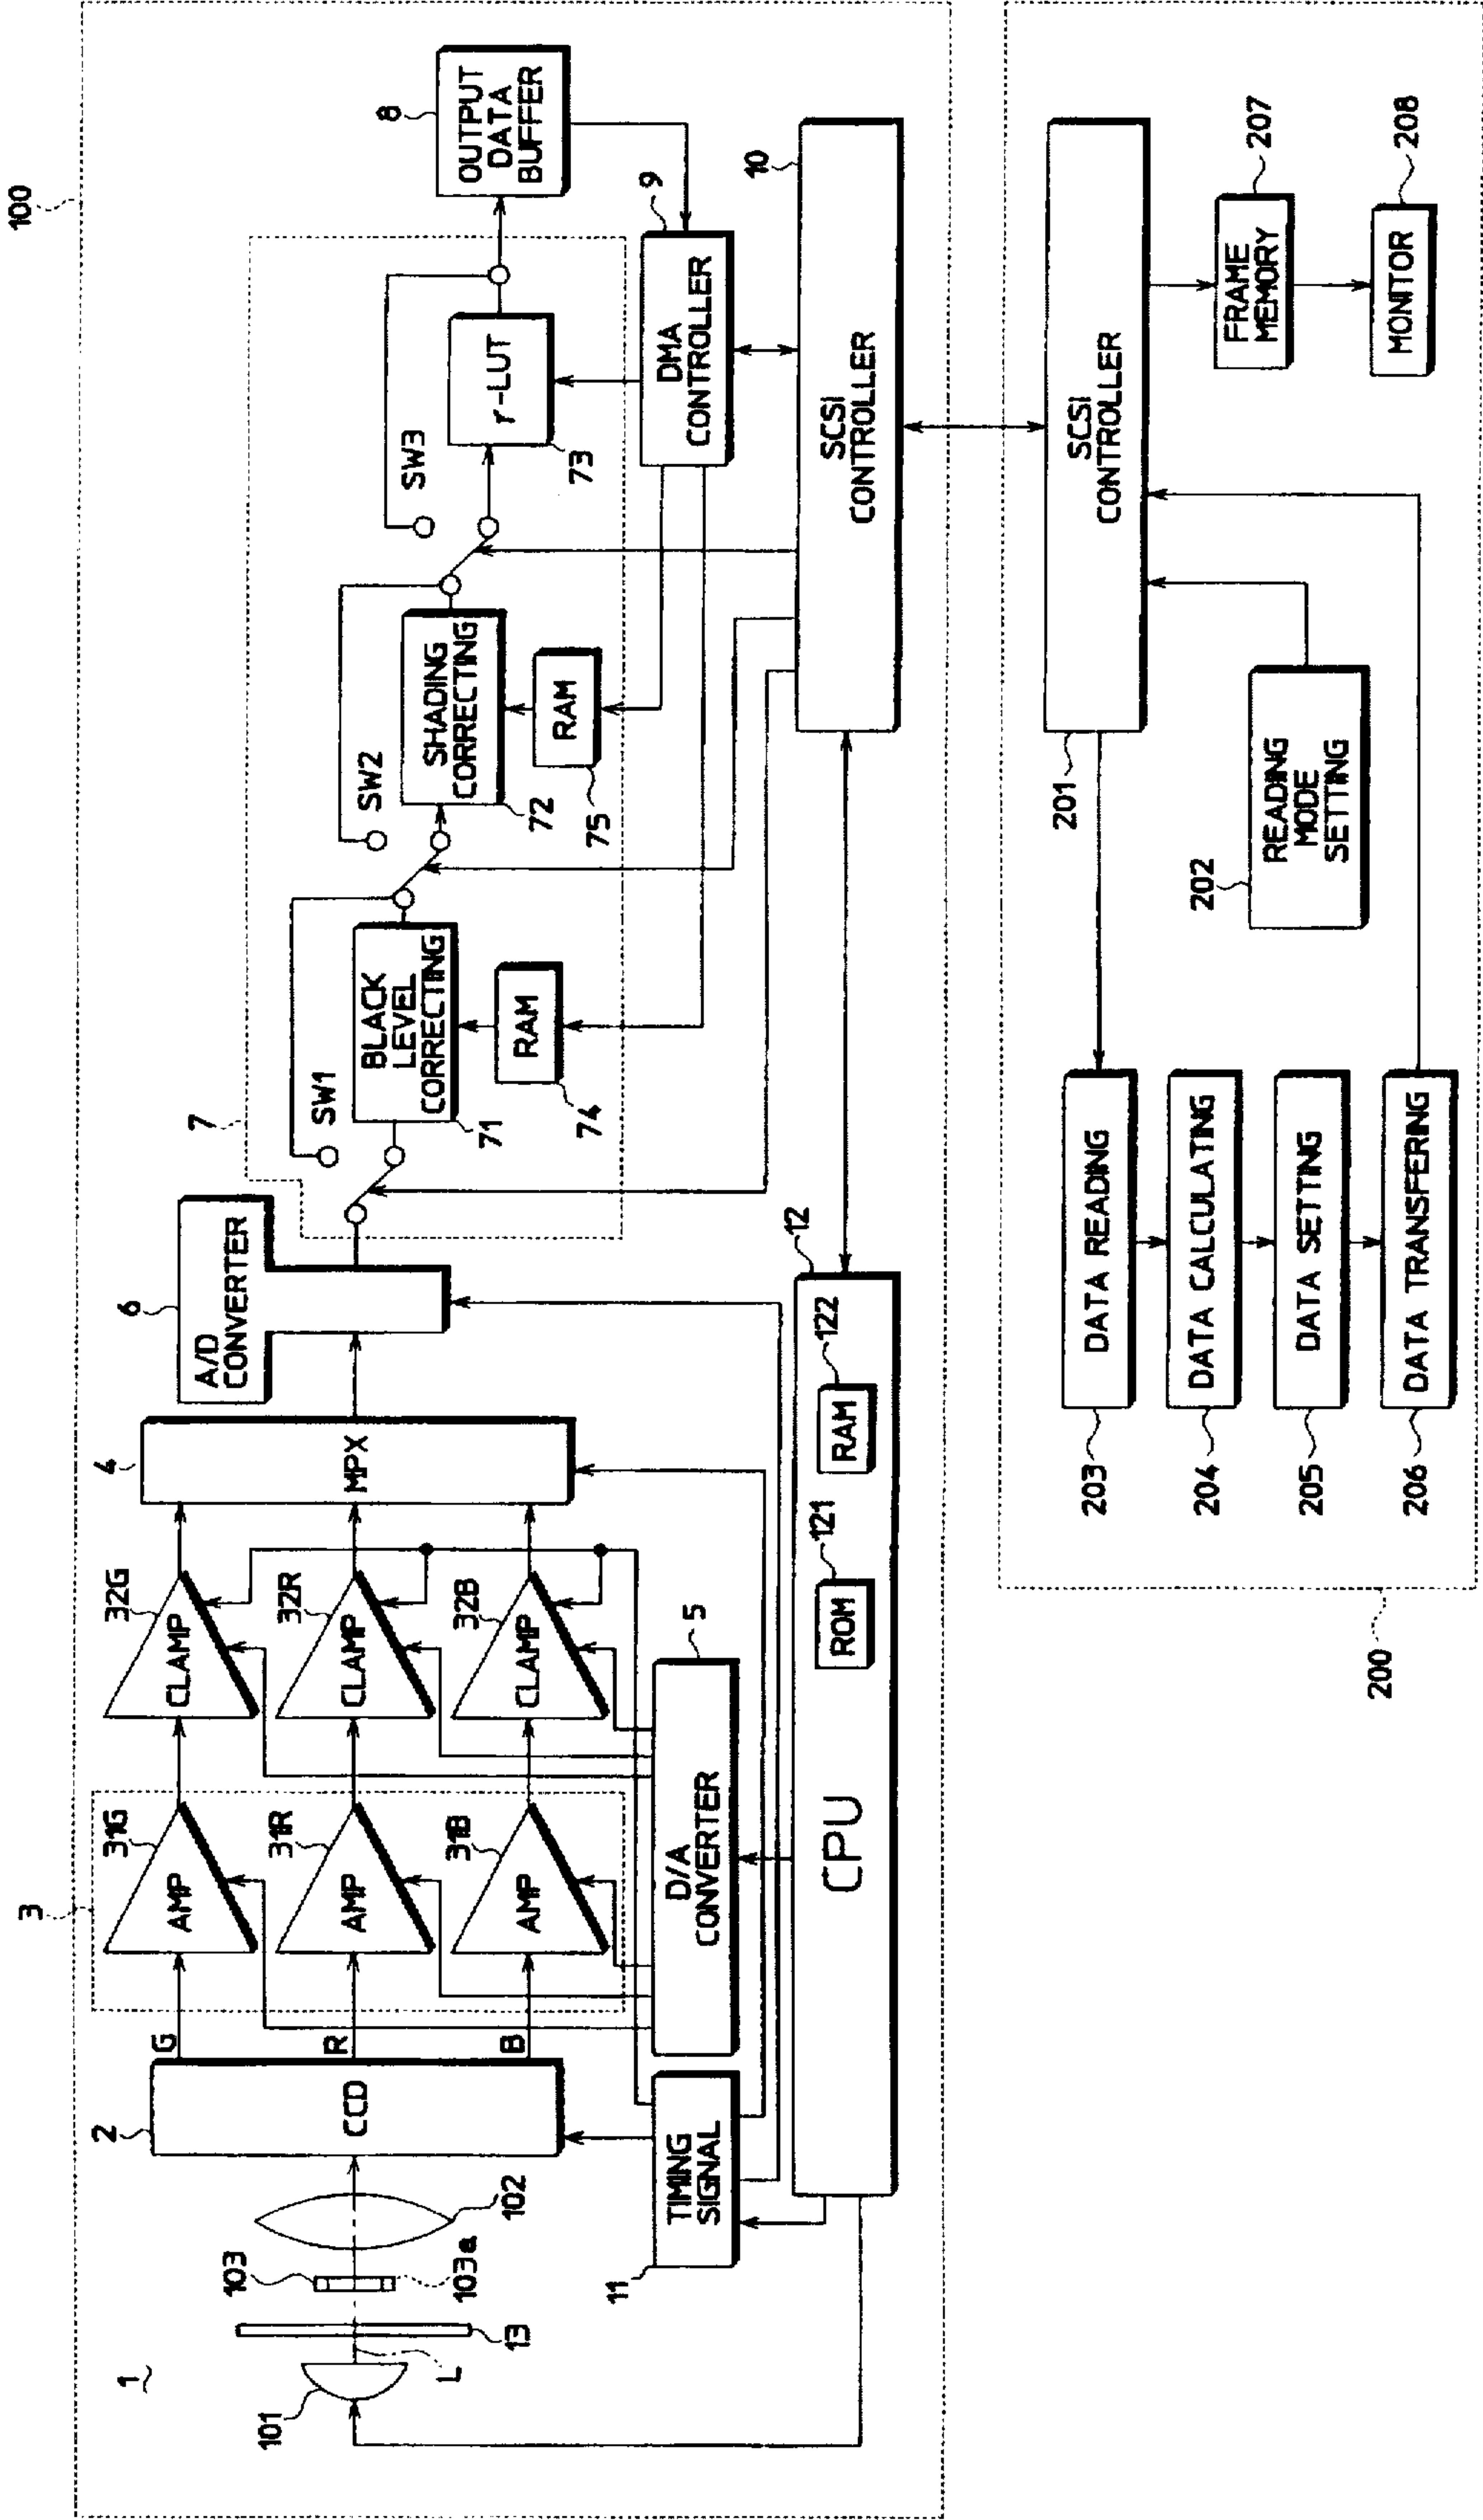 100
1
101
L
13
103
103a
102
2
CCD
G
R
B
3
AMP
31G
AMP
31R
AMP
31B
CLAMP
32G
CLAMP
32R
CLAMP
32B
4
MPX
6
A/D
CONVERTER
7
SW1
BLACK
LEVEL
CORRECTING
71
RAM
74
SW2
SHADING
CORRECTING
72
RAM
75
SW3
γ-LUT
73
8
OUTPUT
DATA
BUFFER
9
DMA
CONTROLLER
11
TIMING
SIGNAL
5
D/A
CONVERTER
12
CPU
ROM
121
RAM
122
10
SCSI
CONTROLLER
200
203
DATA READING
204
DATA CALCULATING
205
DATA SETTING
206
DATA TRANSFERING
202
READING
MODE
SETTING
201
SCSI
CONTROLLER
FRAME
MEMORY
207
MONITOR
208